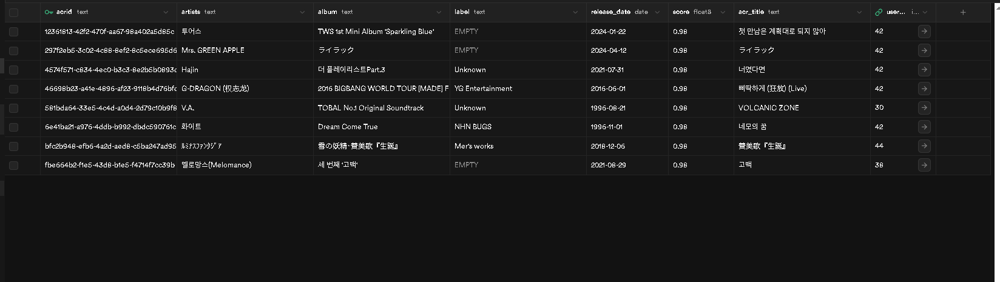 acrid text artists text album text label text release_date date score float8 acr_title text user... i...
12361813-42f2-470f-aa67-98a402a5d85c 투어스 TWS 1st Mini Album 'Sparkling Blue' EMPTY 2024-01-22 0.98 첫 만남은 계획대로 되지 않아 42
297f2eb5-3c02-4c88-8ef2-8c5ece695d6 Mrs. GREEN APPLE ライラック EMPTY 2024-04-12 0.98 ライラック 42
4574f571-c834-4ec0-b3c3-8e2b5b0893c Hajin 더 플레이리스트Part.3 Unknown 2021-07-31 0.98 너였다면 42
46698b23-a41e-4896-af23-9118b4d76bfc G-DRAGON (权志龙) 2016 BIGBANG WORLD TOUR [MADE] F YG Entertainment 2016-06-01 0.98 삐딱하게 (狂放) (Live) 42
581bda64-33e5-4c4d-a0d4-2d79c10b9f8 V.A. TOBAL No.1 Original Soundtrack Unknown 1996-08-21 0.98 VOLCANIC ZONE 30
6e41ba21-a976-4ddb-b992-dbdc590761c 화이트 Dream Come True NHN BUGS 1996-11-01 0.98 네모의 꿈 42
bfc2b948-efb6-4a2d-aed8-c5ba247ad95 ﾙﾐﾅｽﾌｧﾝﾀｼﾞｱ 雪の妖精･賛美歌『生誕』 Mer's works 2018-12-06 0.98 賛美歌『生誕』 44
fbe664b2-f1e5-43d8-b1e5-f4714f7cc39b 멜로망스(Melomance) 세 번째 '고백' EMPTY 2021-08-29 0.98 고백 38